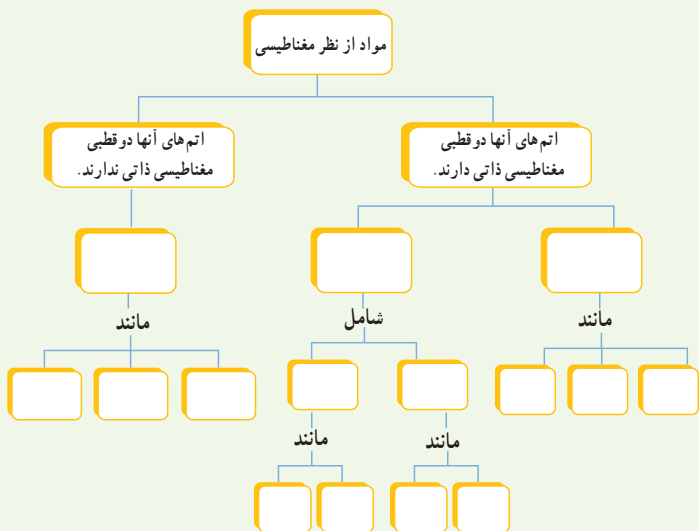 مواد از نظر مغناطیسی
اتم‌های آنها دوقطبی
مغناطیسی ذاتی دارند.
اتم‌های آنها دوقطبی
مغناطیسی ذاتی ندارند.
مانند
شامل
مانند
مانند
مانند